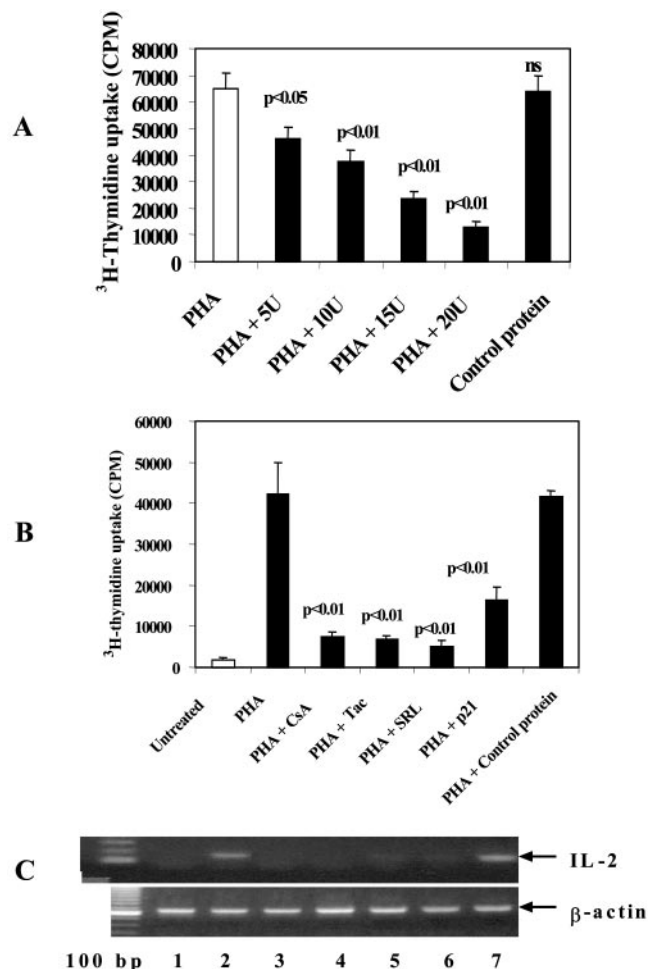 A
³H-Thymidine uptake (CPM)
80000
70000
60000
50000
40000
30000
20000
10000
0
p<0.05
p<0.01
p<0.01
p<0.01
ns
PHA
PHA + 5U
PHA + 10U
PHA + 15U
PHA + 20U
Control protein
B
³H-thymidine uptake (CPM)
60000
50000
40000
30000
20000
10000
0
p<0.01
p<0.01
p<0.01
p<0.01
Untreated
PHA
PHA + CsA
PHA + Tac
PHA + SRL
PHA + p21
PHA + Control protein
C
IL-2
β-actin
100 bp 1 2 3 4 5 6 7